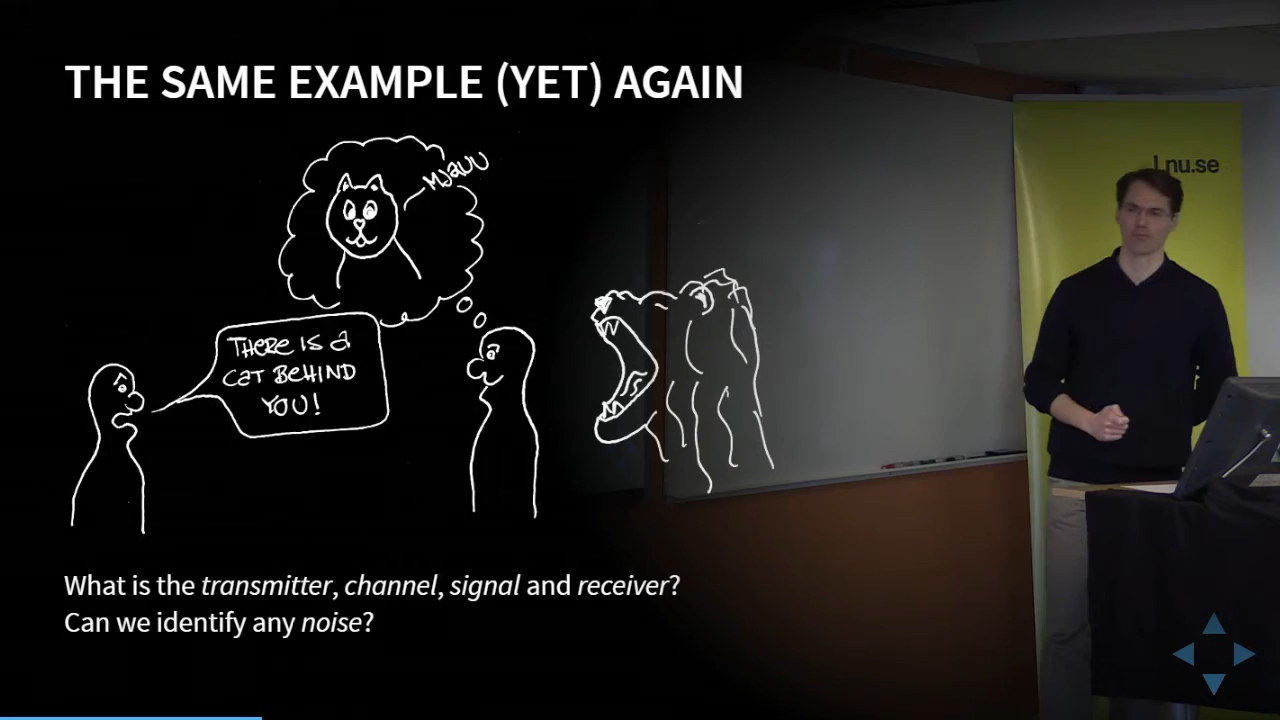 THE SAME EXAMPLE (YET) AGAIN
MJAUU
Lnu.se
THERE IS a
CAT BEHIND
YOU!
What is the transmitter, channel, signal and receiver?
Can we identify any noise?